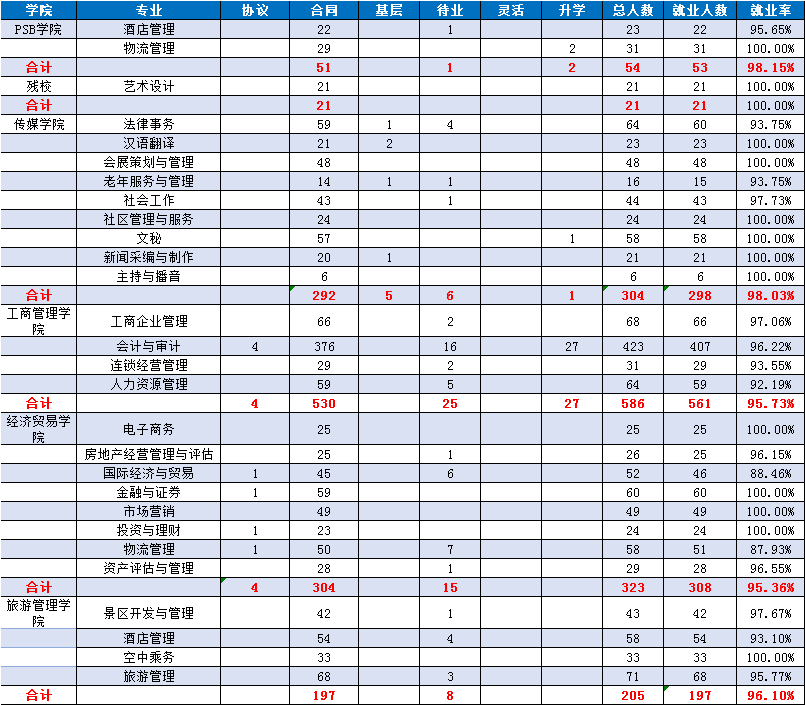 学院 专业 协议 合同 基层 待业 灵活 升学 总人数 就业人数 就业率
PSB学院 酒店管理 22 1 23 22 95.65%
物流管理 29 2 31 31 100.00%
合计 51 1 2 54 53 98.15%
残校 艺术设计 21 21 21 100.00%
合计 21 21 21 100.00%
传媒学院 法律事务 59 1 4 64 60 93.75%
汉语翻译 21 2 23 23 100.00%
会展策划与管理 48 48 48 100.00%
老年服务与管理 14 1 1 16 15 93.75%
社会工作 43 1 44 43 97.73%
社区管理与服务 24 24 24 100.00%
文秘 57 1 58 58 100.00%
新闻采编与制作 20 1 21 21 100.00%
主持与播音 6 6 6 100.00%
合计 292 5 6 1 304 298 98.03%
工商管理学
院 工商企业管理 66 2 68 66 97.06%
会计与审计 4 376 16 27 423 407 96.22%
连锁经营管理 29 2 31 29 93.55%
人力资源管理 59 5 64 59 92.19%
合计 4 530 25 27 586 561 95.73%
经济贸易学
院 电子商务 25 25 25 100.00%
房地产经营管理与评估 25 1 26 25 96.15%
国际经济与贸易 1 45 6 52 46 88.46%
金融与证券 1 59 60 60 100.00%
市场营销 49 49 49 100.00%
投资与理财 1 23 24 24 100.00%
物流管理 1 50 7 58 51 87.93%
资产评估与管理 28 1 29 28 96.55%
合计 4 304 15 323 308 95.36%
旅游管理学
院 景区开发与管理 42 1 43 42 97.67%
酒店管理 54 4 58 54 93.10%
空中乘务 33 33 33 100.00%
旅游管理 68 3 71 68 95.77%
合计 197 8 205 197 96.10%